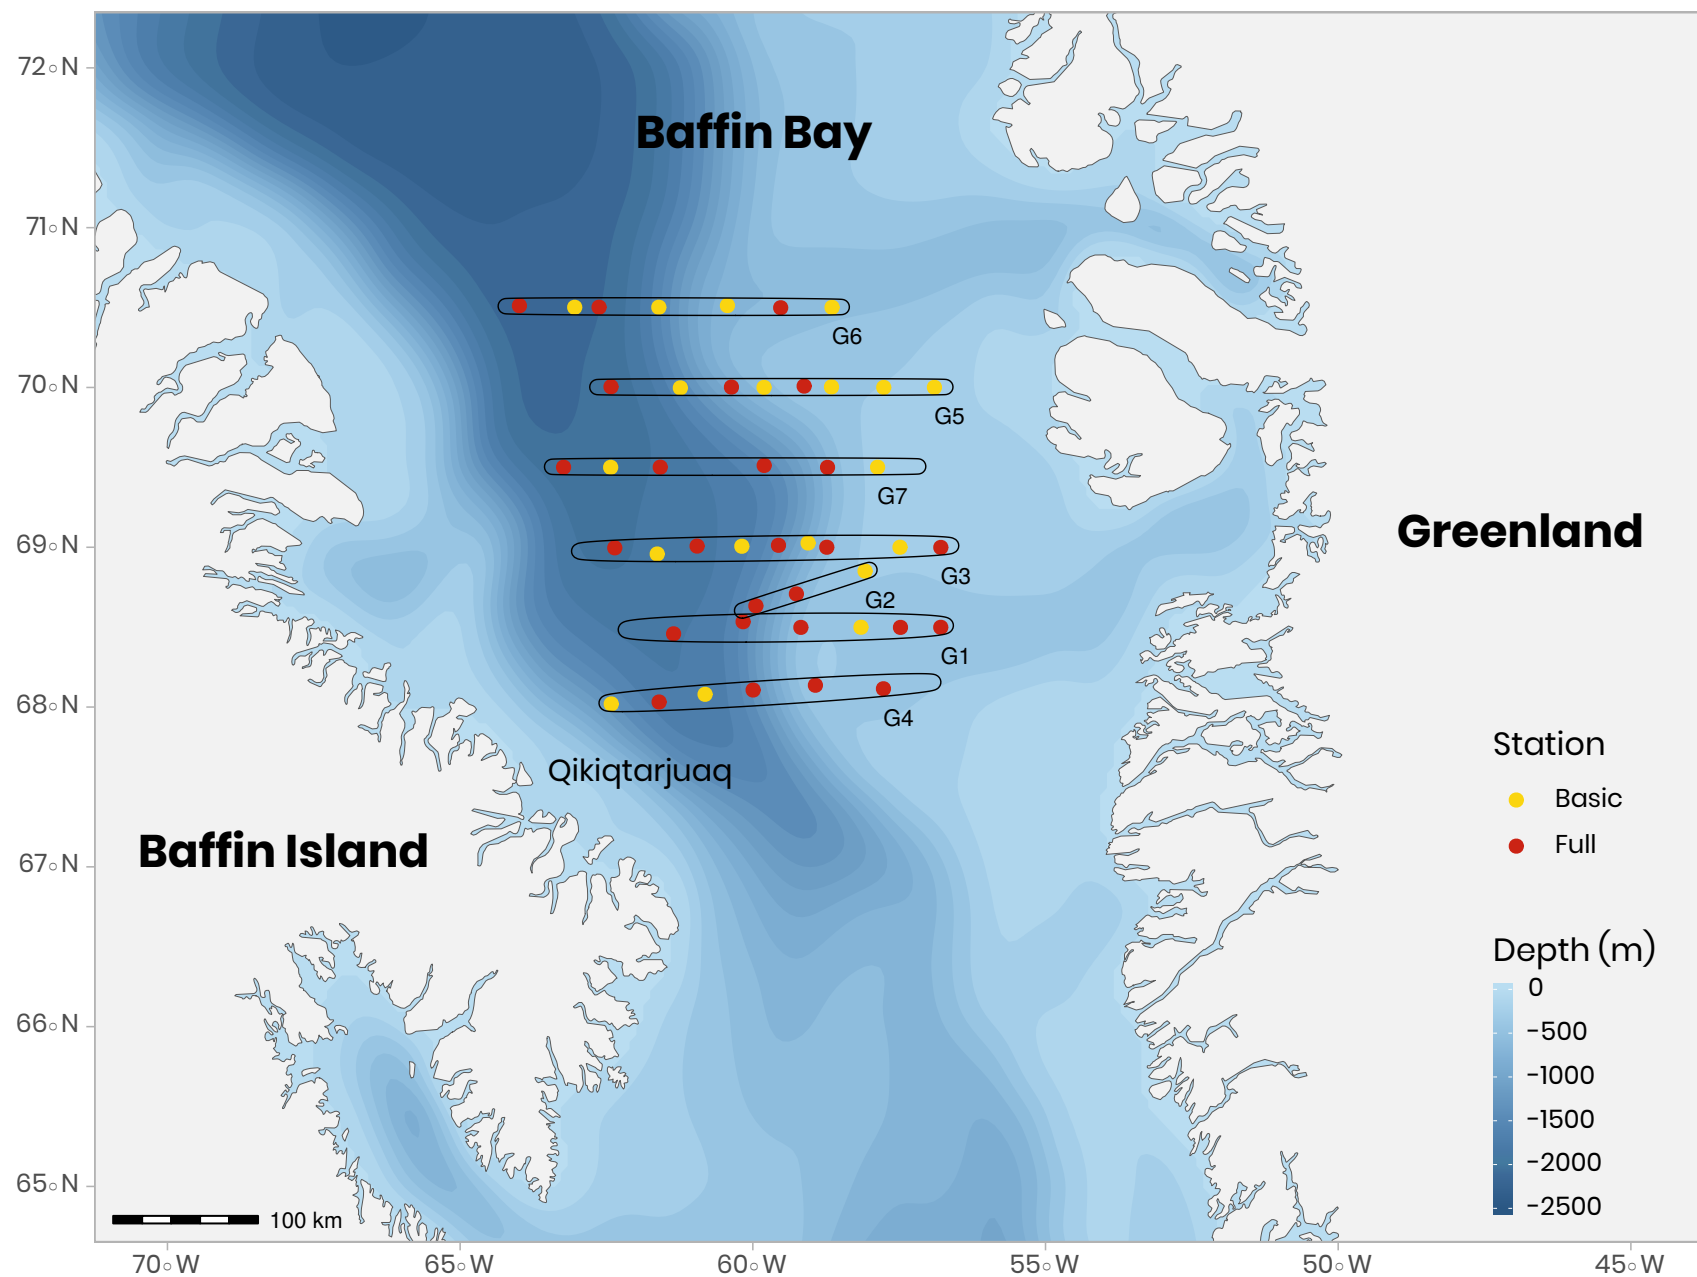 72°N
Baffin Bay
71°N
G6
70°N
G5
G7
Greenland
69°N
G3
G2
G1
68°N
G4
Station
Qikiqtarjuaq
Basic
Full
Baffin Island
67°N
Depth (m)
0
-500
66°N
-1000
-1500
-2000
65°N
-2500
100 km
70°W
65°W
60°W
55°W
50°W
45°W